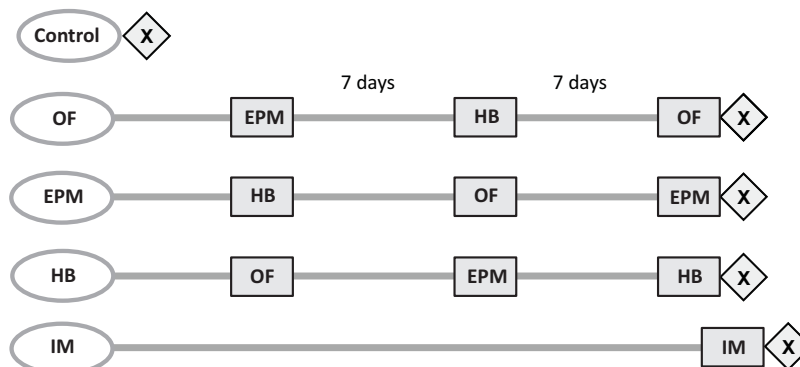 Control X
7 days 7 days
OF EPM HB OF X
EPM HB OF EPM X
HB OF EPM HB X
IM IM X